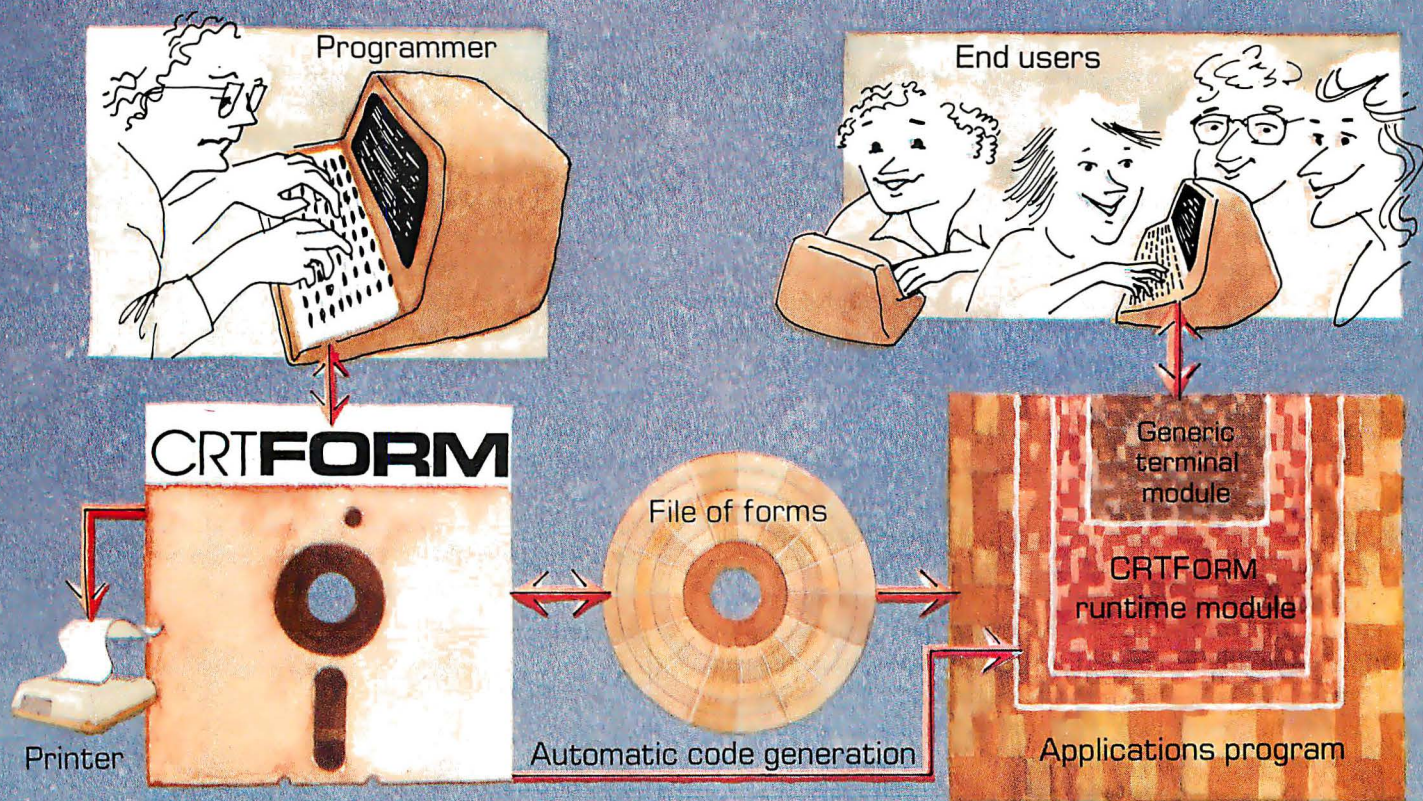 Programmer
End users
CRTFORM
Generic
terminal
module
File of forms
CRTFORM
runtime module
Printer
Automatic code generation
Applications program